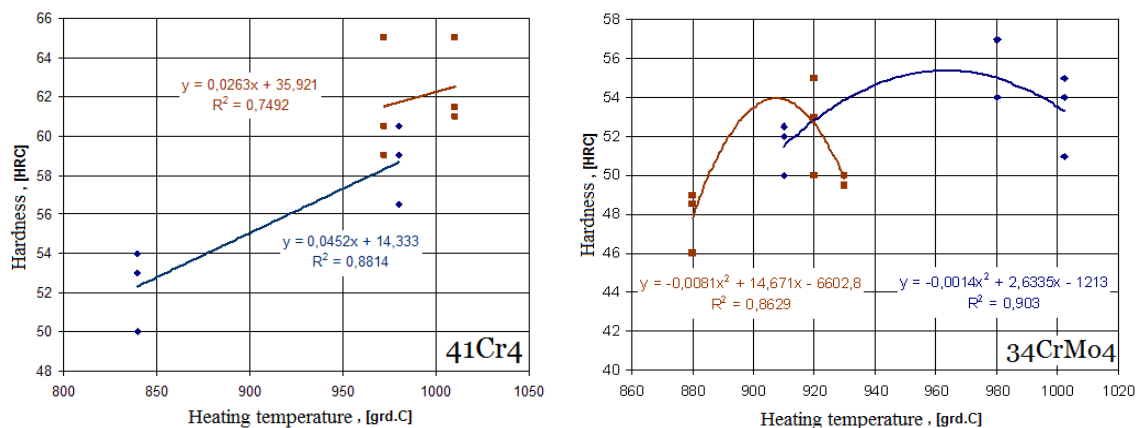 66
64
62
60
58
56
54
52
50
48
800
850
900
950
1000
1050
Hardness , [HRC]
Heating temperature , [grd.C]
y = 0,0263x + 35,921
R² = 0,7492
y = 0,0452x + 14,333
R² = 0,8814
41Cr4
58
56
54
52
50
48
46
44
42
40
860
880
900
920
940
960
980
1000
1020
Hardness , [HRC]
Heating temperature , [grd.C]
y = -0,0081x² + 14,671x - 6602,8
R² = 0,8629
y = -0,0014x² + 2,6335x - 1213
R² = 0,903
34CrMo4